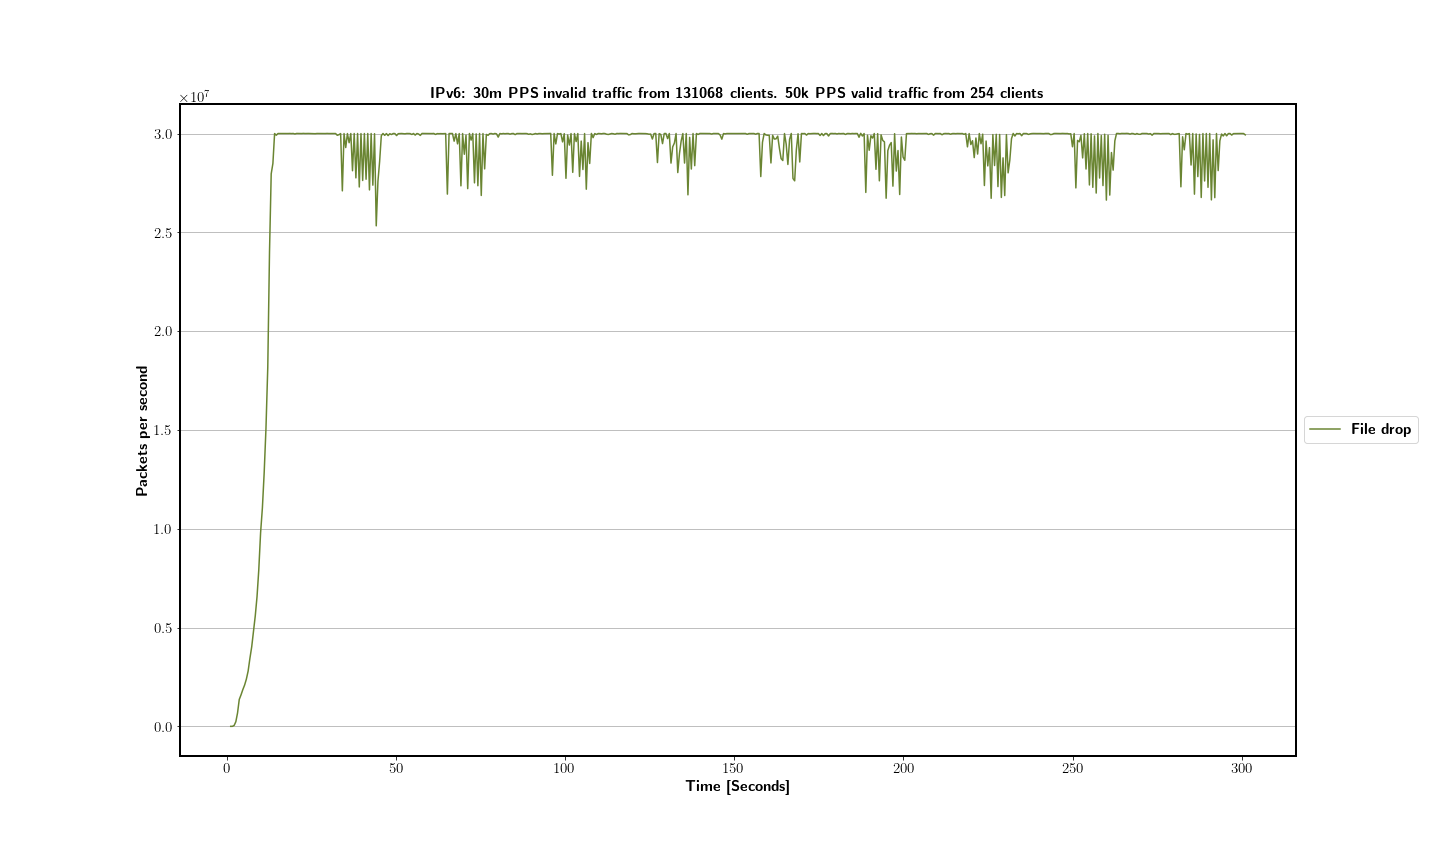 IPv6: 30m PPS invalid traffic from 131068 clients. 50k PPS valid traffic from 254 clients
×10⁷
3.0
2.5
2.0
1.5
1.0
0.5
0.0
Packets per second
0 50 100 150 200 250 300
Time [Seconds]
File drop